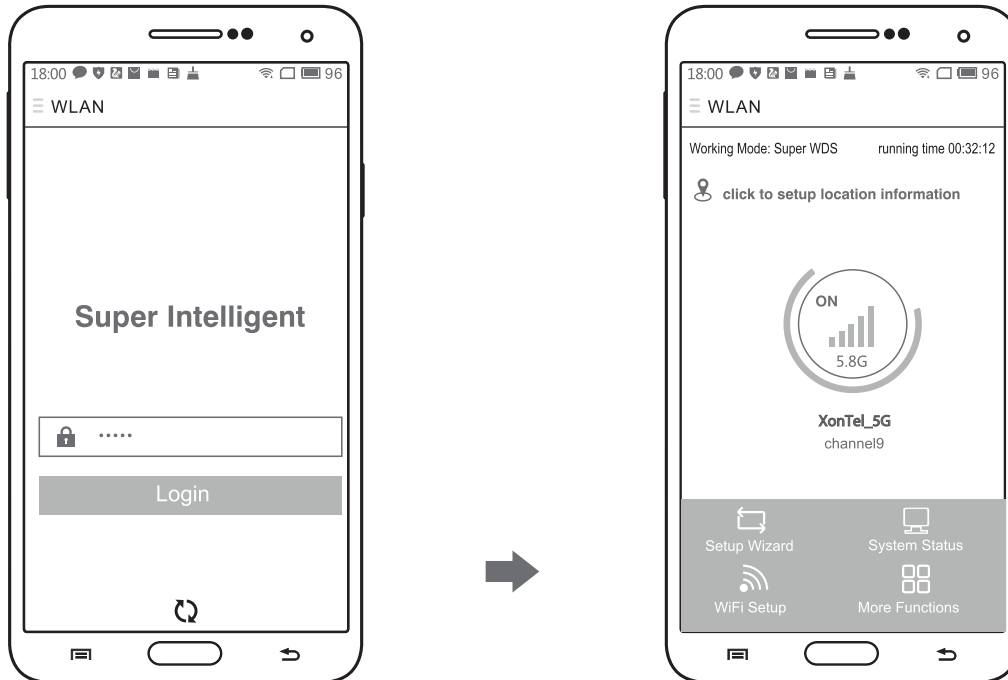 18:00 96
WLAN
Super Intelligent
•••••
Login
18:00 96
WLAN
Working Mode: Super WDS running time 00:32:12
click to setup location information
ON
5.8G
XonTel_5G
channel9
Setup Wizard System Status
WiFi Setup More Functions